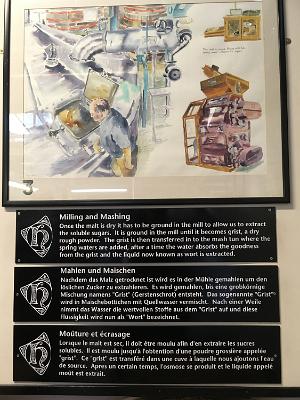 Milling and Mashing
Once the malt is dry it has to be ground in the mill to allow us to extract
the soluble sugars. It is ground in the mill until it becomes grist, a dry
rough powder. The grist is then transferred in to the mash tun where the
spring waters are added, after a time the water absorbs the goodness
from the grist and the liquid now known as wort is extracted.
Mahlen und Maischen
Nachdem das Malz getrocknet ist wird es in der Mühle gemahlen um den
löslichen Zucker zu extrahieren. Es wird gemahlen, bis eine grobkörnige
Mischung namens "Grist" (Gerstenschrot) entsteht. Das sogenannte "Grist"
wird in Maischebottichen mit Quellwasser vermischt. Nach einer Weile
nimmt das Wasser die wertvollen Stoffe aus dem "Grist" auf und diese
Flüssigkeit wird nun als "Wort" bezeichnet.
Moûture et écrasage
Lorsque le malt est sec, il doit être moulu afin d'en extraire les sucres
solubles. Il est moulu jusqu'à l'obtention d'une poudre grossière appelée
"grist". Ce "grist" est transféré dans une cuve à laquelle nous ajoutons l'eau
de source. Après un certain temps, l'osmose se produit et le liquide appelé
moût est extrait.